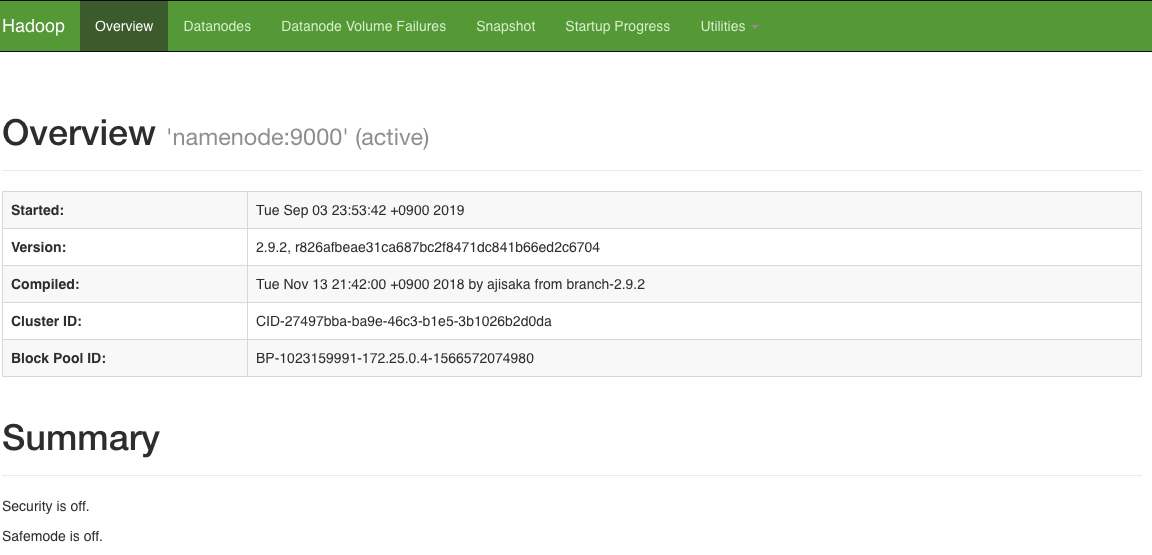 Hadoop Overview Datanodes Datanode Volume Failures Snapshot Startup Progress Utilities
Overview 'namenode:9000' (active)
Started: Tue Sep 03 23:53:42 +0900 2019
Version: 2.9.2, r826afbeae31ca687bc2f8471dc841b66ed2c6704
Compiled: Tue Nov 13 21:42:00 +0900 2018 by ajisaka from branch-2.9.2
Cluster ID: CID-27497bba-ba9e-46c3-b1e5-3b1026b2d0da
Block Pool ID: BP-1023159991-172.25.0.4-1566572074980
Summary
Security is off.
Safemode is off.